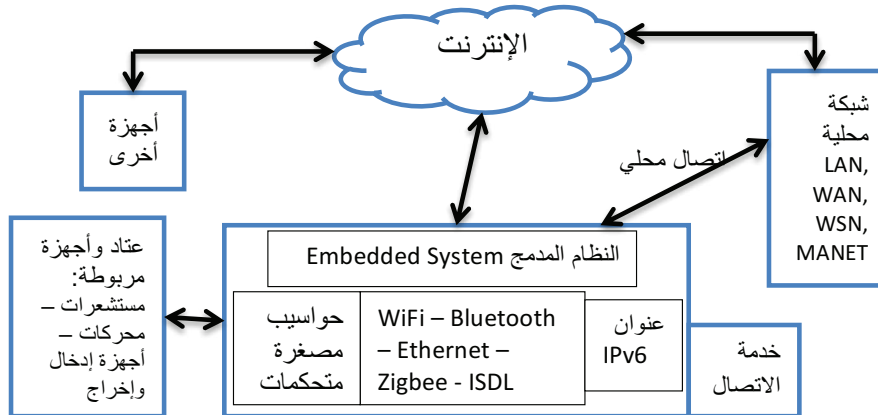 الإنترنت
أجهزة
أخرى
شبكة
محلية
LAN,
WAN,
WSN,
MANET
اتصال محلي
النظام المدمج Embedded System
عتاد وأجهزة
مربوطة:
مستشعرات –
محركات –
أجهزة إدخال
وإخراج
حواسيب
مصغرة
متحكمات
WiFi – Bluetooth
– Ethernet –
Zigbee - ISDL
عنوان
IPv6
خدمة
الاتصال